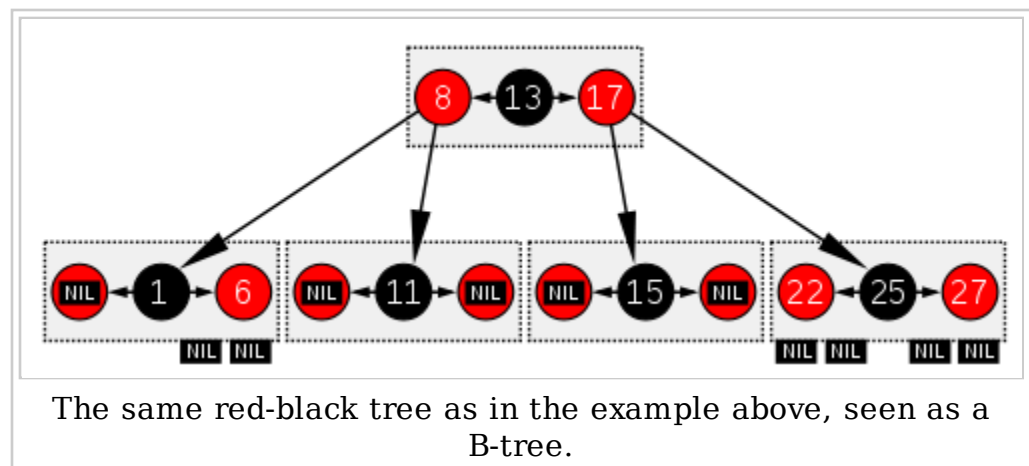 8 13 17
NIL 1 6 NIL 11 NIL NIL 15 NIL 22 25 27
NIL NIL NIL NIL NIL NIL
The same red-black tree as in the example above, seen as a
B-tree.